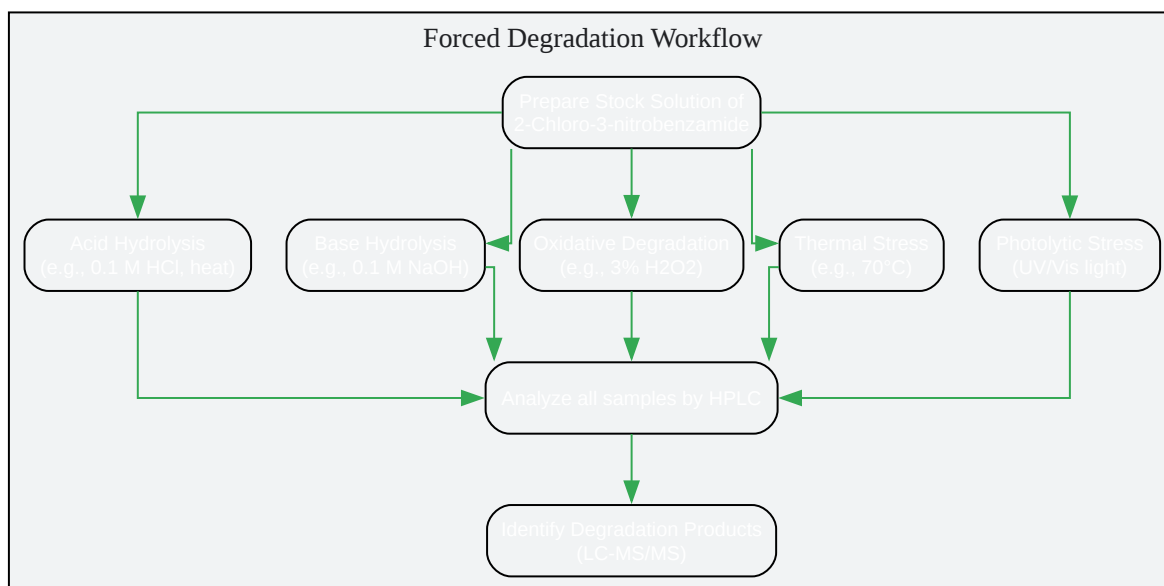 Forced Degradation Workflow
Prepare Stock Solution of
2-Chloro-3-nitrobenzamide
Acid Hydrolysis
(e.g., 0.1 M HCl, heat)
Base Hydrolysis
(e.g., 0.1 M NaOH)
Oxidative Degradation
(e.g., 3% H2O2)
Thermal Stress
(e.g., 70°C)
Photolytic Stress
(UV/Vis light)
Analyze all samples by HPLC
Identify Degradation Products
(LC-MS/MS)